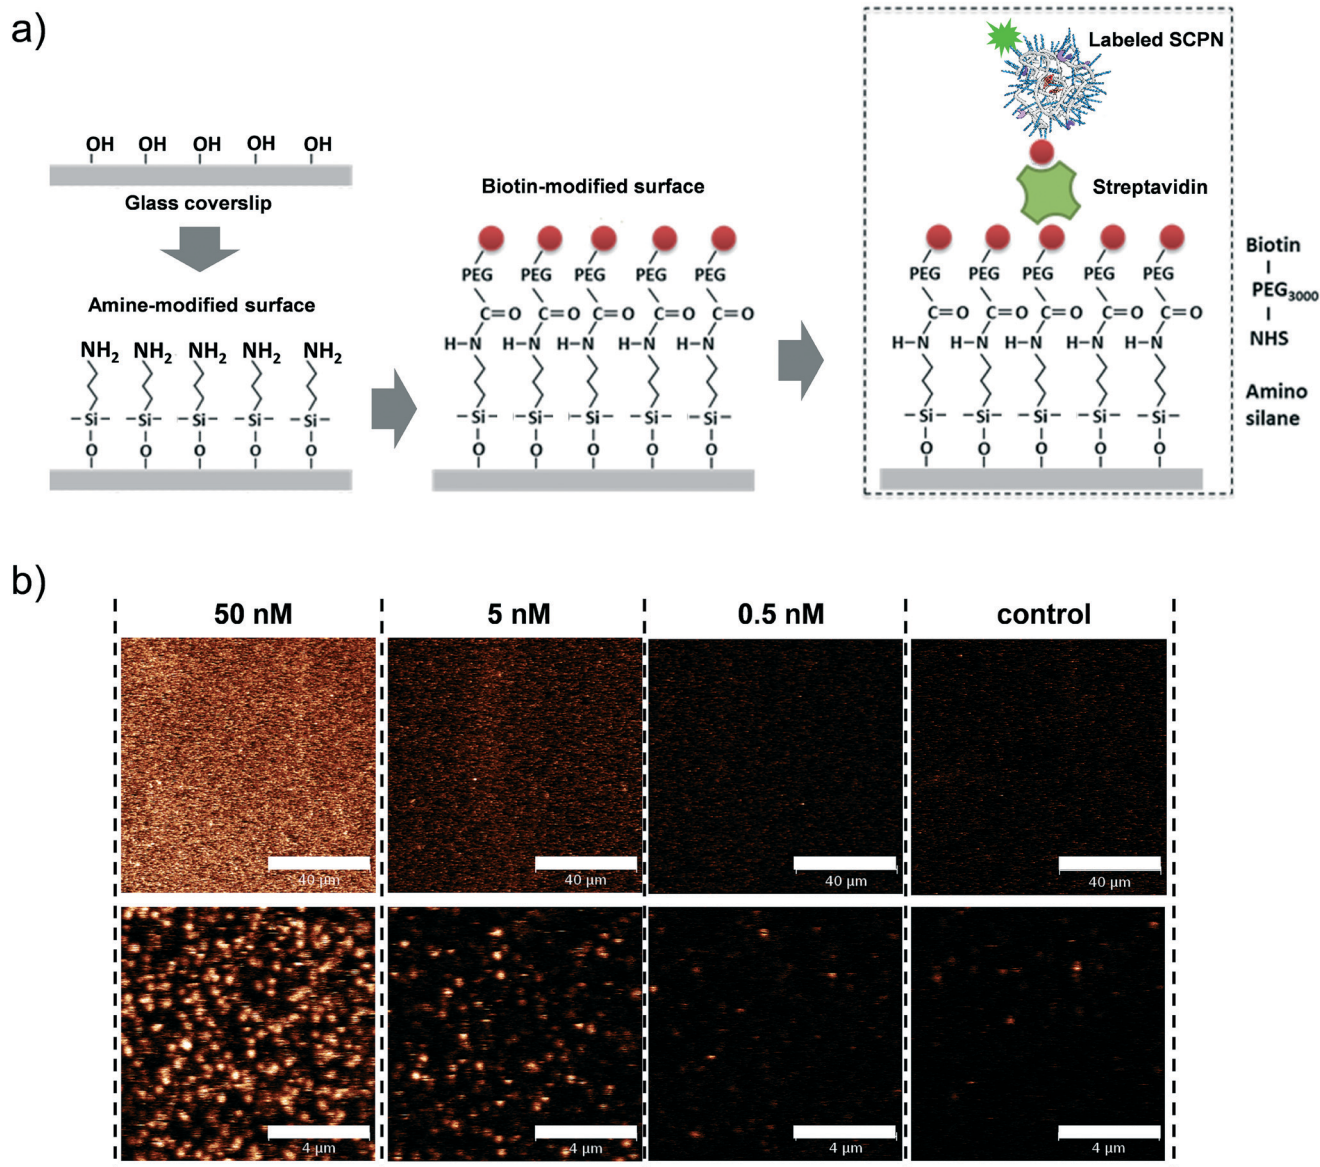 a)
OH OH OH OH OH
Glass coverslip
Amine-modified surface
NH2 NH2 NH2 NH2 NH2
Si Si Si Si Si
O O O O O
Biotin-modified surface
PEG PEG PEG PEG PEG
C=O C=O C=O C=O C=O
H-N H-N H-N H-N H-N
Si Si Si Si Si
O O O O O
Labeled SCPN
Streptavidin
PEG PEG PEG PEG PEG
C=O C=O C=O C=O C=O
H-N H-N H-N H-N H-N
Si Si Si Si Si
O O O O O
Biotin
PEG3000
NHS
Amino
silane
b)
50 nM 5 nM 0.5 nM control
40 µm 40 µm 40 µm 40 µm
4 µm 4 µm 4 µm 4 µm